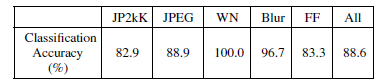 JP2kK JPEG WN Blur FF All
Classification Accuracy (%) 82.9 88.9 100.0 96.7 83.3 88.6